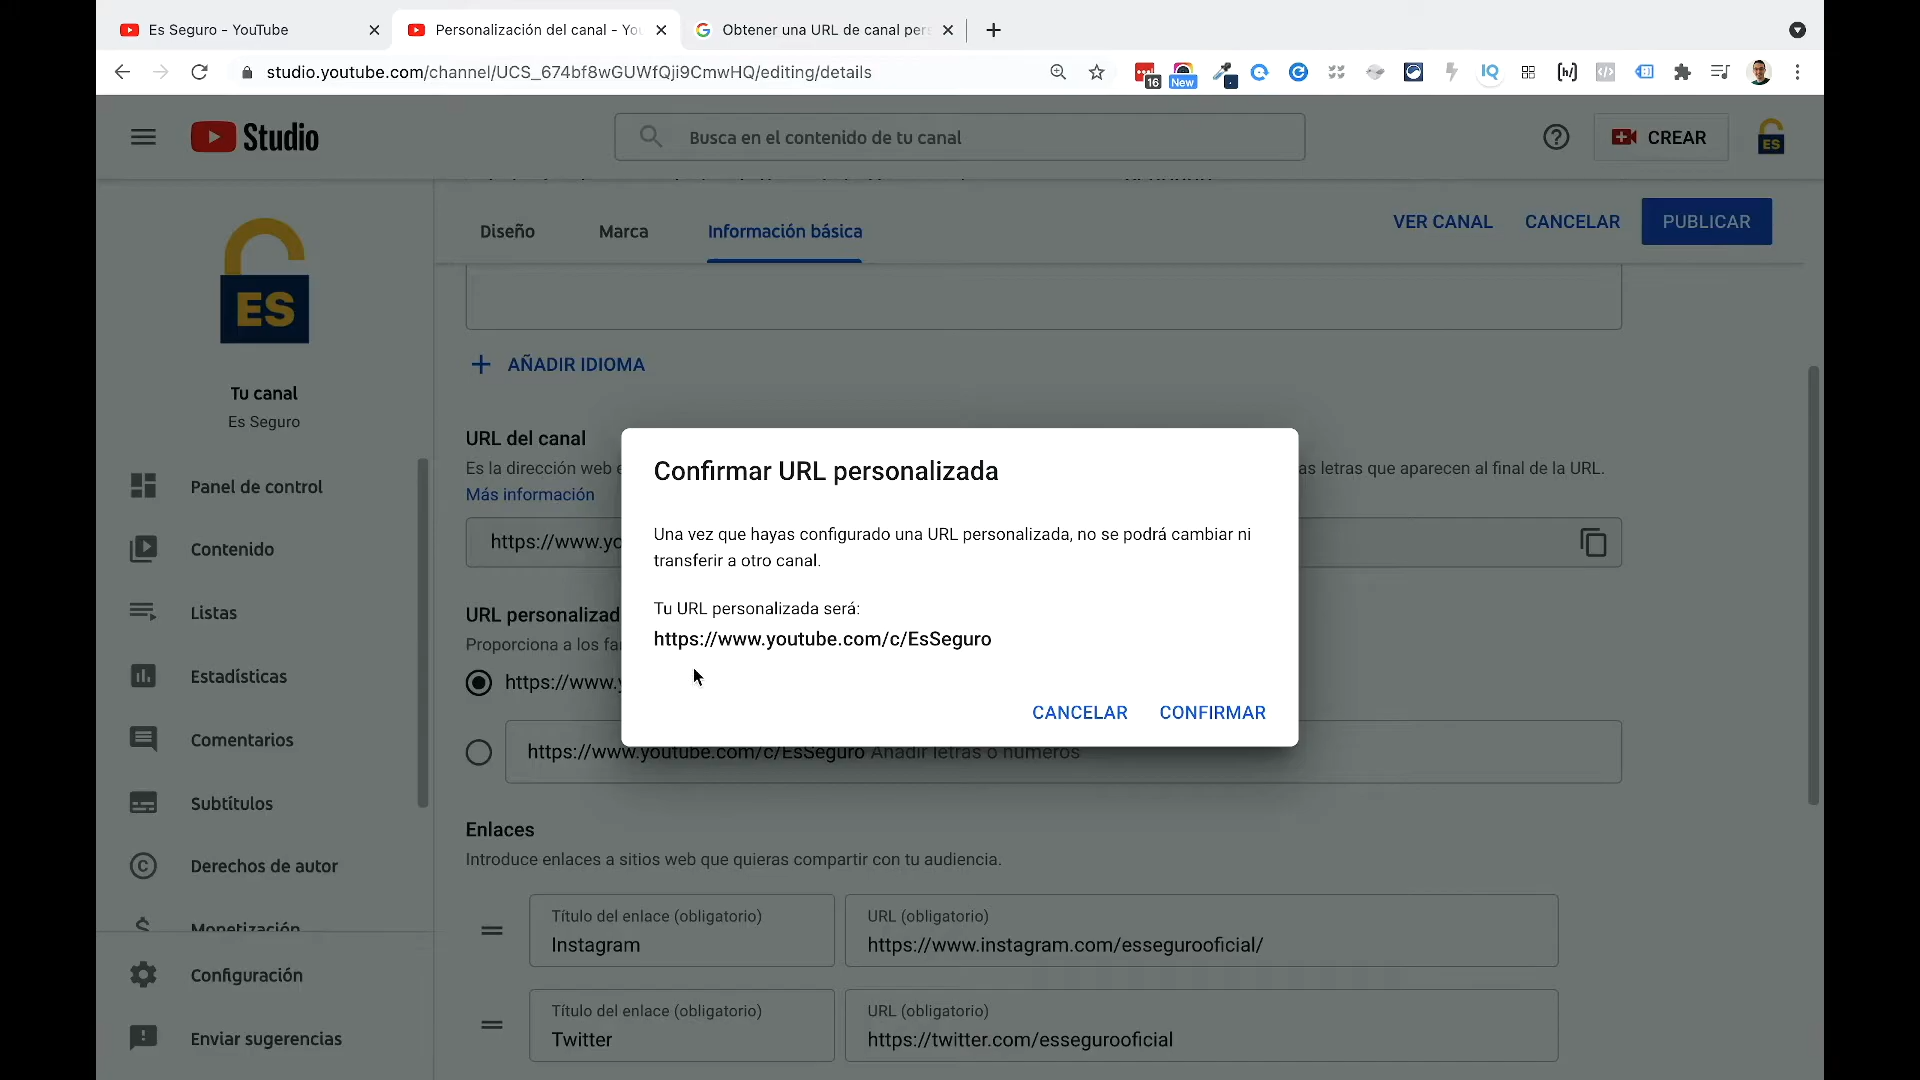 Es Seguro - YouTube
Personalización del canal - You
Obtener una URL de canal pers
studio.youtube.com/channel/UCS_674bf8wGUWfQji9CmwHQ/editing/details
16
New
IQ
[h/]
Studio
Busca en el contenido de tu canal
CREAR
ES
Diseño
Marca
Información básica
VER CANAL
CANCELAR
PUBLICAR
ES
Tu canal
Es Seguro
AÑADIR IDIOMA
URL del canal
Es la dirección web
as letras que aparecen al final de la URL.
Más información
https://www.yo
URL personalizad
Proporciona a los fa
https://www.y
https://www.youtube.com/c/EsSeguro Añadir letras o números
Confirmar URL personalizada
Una vez que hayas configurado una URL personalizada, no se podrá cambiar ni
transferir a otro canal.
Tu URL personalizada será:
https://www.youtube.com/c/EsSeguro
CANCELAR
CONFIRMAR
Panel de control
Contenido
Listas
Estadísticas
Comentarios
Subtítulos
Derechos de autor
Monetización
Configuración
Enviar sugerencias
Enlaces
Introduce enlaces a sitios web que quieras compartir con tu audiencia.
Título del enlace (obligatorio)
Instagram
URL (obligatorio)
https://www.instagram.com/essegurooficial/
Título del enlace (obligatorio)
Twitter
URL (obligatorio)
https://twitter.com/essegurooficial